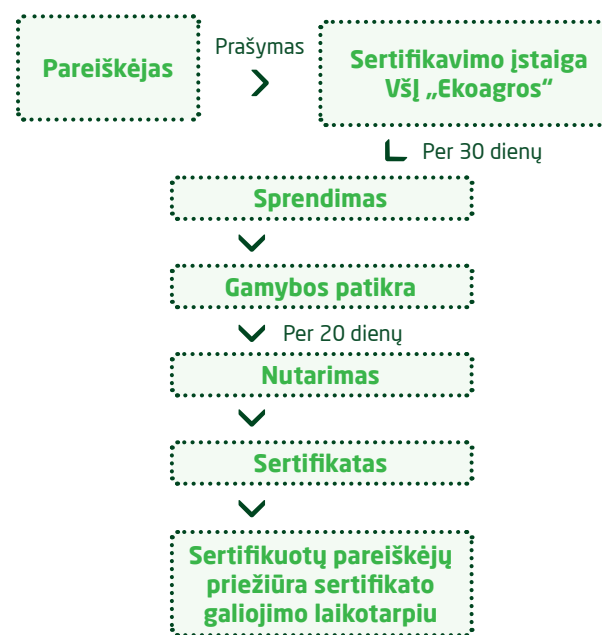 Pareiškėjas
Prašymas
Sertifikavimo įstaiga
VšĮ „Ekoagros“
Per 30 dienų
Sprendimas
Gamybos patikra
Per 20 dienų
Nutarimas
Sertifikatas
Sertifikuotų pareiškėjų
priežiūra sertifikato
galiojimo laikotarpiu